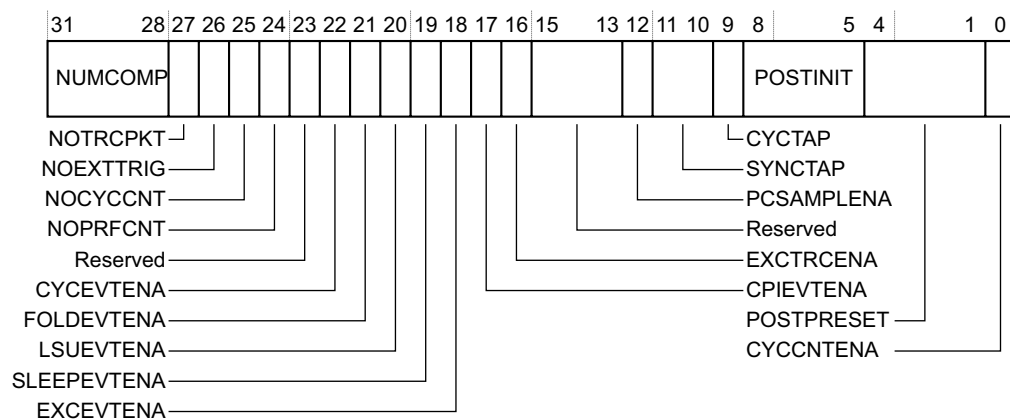 31 28 27 26 25 24 23 22 21 20 19 18 17 16 15 13 12 11 10 9 8 5 4 1 0
NUMCOMP POSTINIT
NOTRCPKT CYCTAP
NOEXTTRIG SYNCTAP
NOCYCCNT PCSAMPLENA
NOPRFCNT Reserved
Reserved EXCTRCENA
CYCEVTENA CPIEVTENA
FOLDEVTENA POSTPRESET
LSUEVTENA CYCCNTENA
SLEEPEVTENA
EXCEVTENA